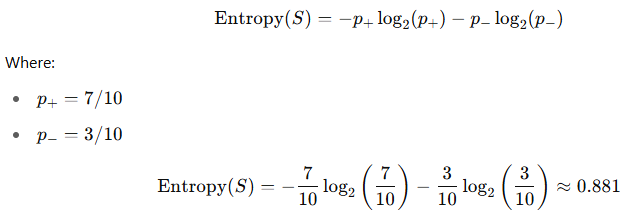 Entropy(S) = −p₊ log₂(p₊) − p₋ log₂(p₋)
Where:
• p₊ = 7/10
• p₋ = 3/10
Entropy(S) = −7/10 log₂(7/10) − 3/10 log₂(3/10) ≈ 0.881